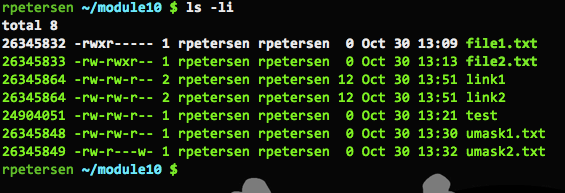 rpetersen ~/module10 $ ls -li
total 8
26345832 -rwxr----- 1 rpetersen rpetersen  0 Oct 30 13:09 file1.txt
26345833 -rw-rwxr-- 1 rpetersen rpetersen  0 Oct 30 13:13 file2.txt
26345864 -rw-rw-r-- 2 rpetersen rpetersen 12 Oct 30 13:51 link1
26345864 -rw-rw-r-- 2 rpetersen rpetersen 12 Oct 30 13:51 link2
24904051 -rw-rw-r-- 1 rpetersen rpetersen  0 Oct 30 13:21 test
26345848 -rw-rw-r-- 1 rpetersen rpetersen  0 Oct 30 13:30 umask1.txt
26345849 -rw-r---w- 1 rpetersen rpetersen  0 Oct 30 13:32 umask2.txt
rpetersen ~/module10 $